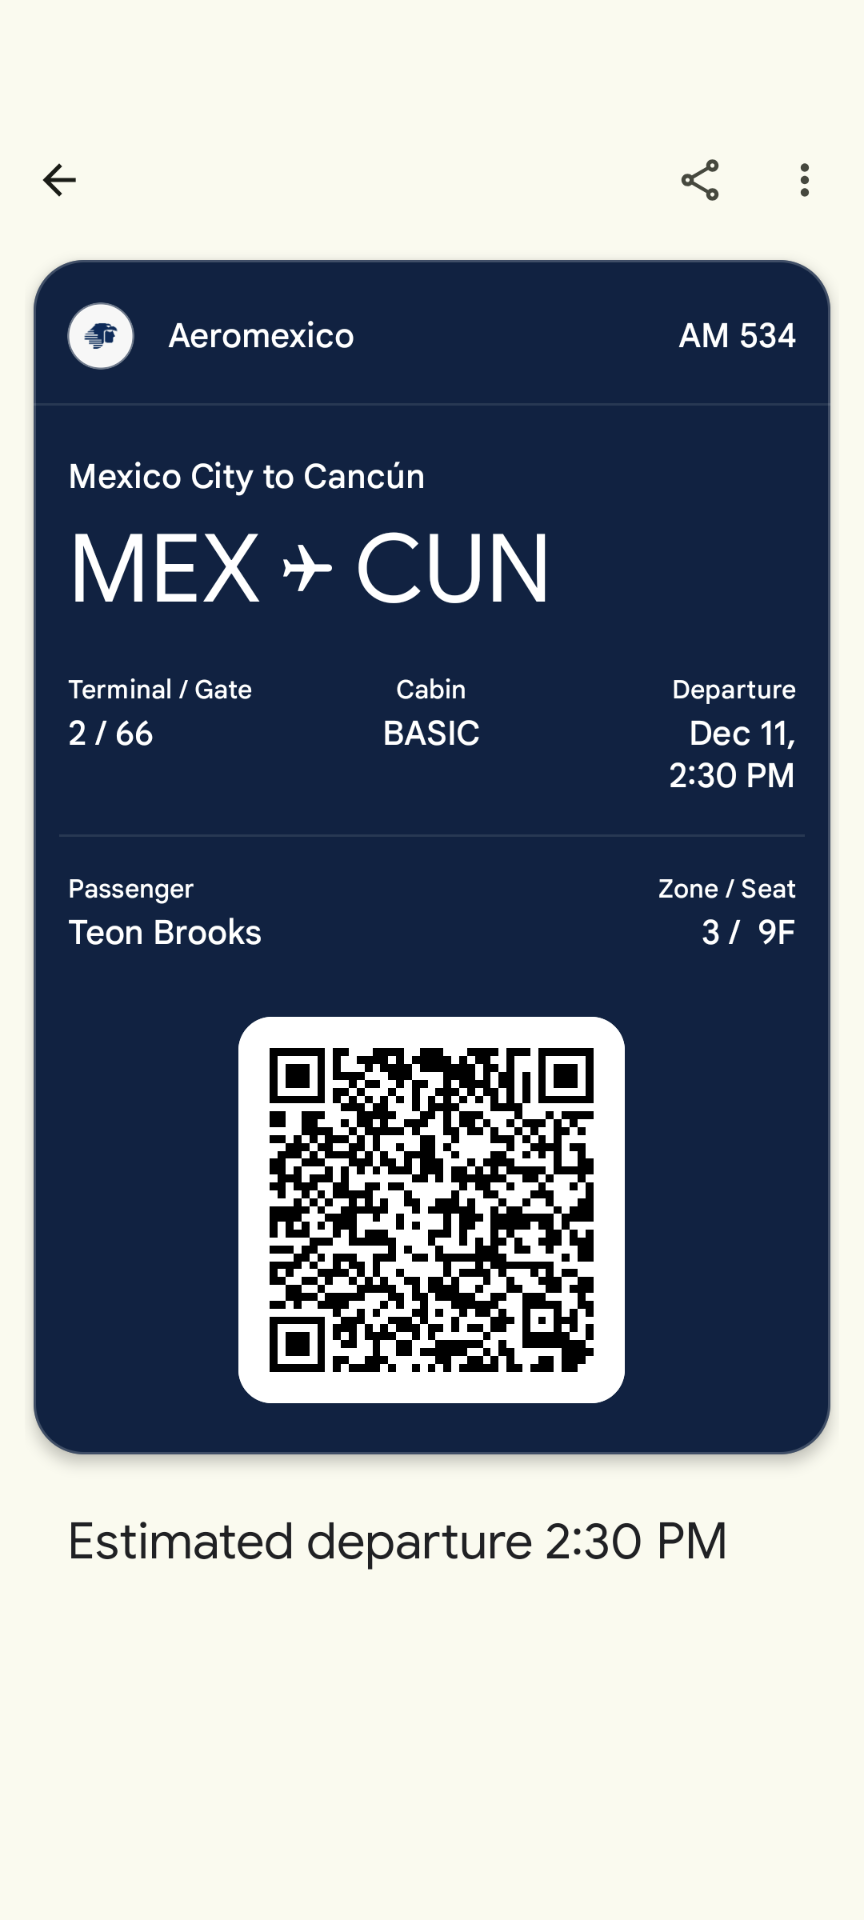 Aeromexico AM 534
Mexico City to Cancún
MEX ✈ CUN
Terminal / Gate Cabin Departure
2 / 66 BASIC Dec 11,
2:30 PM
Passenger Zone / Seat
Teon Brooks 3 / 9F
Estimated departure 2:30 PM